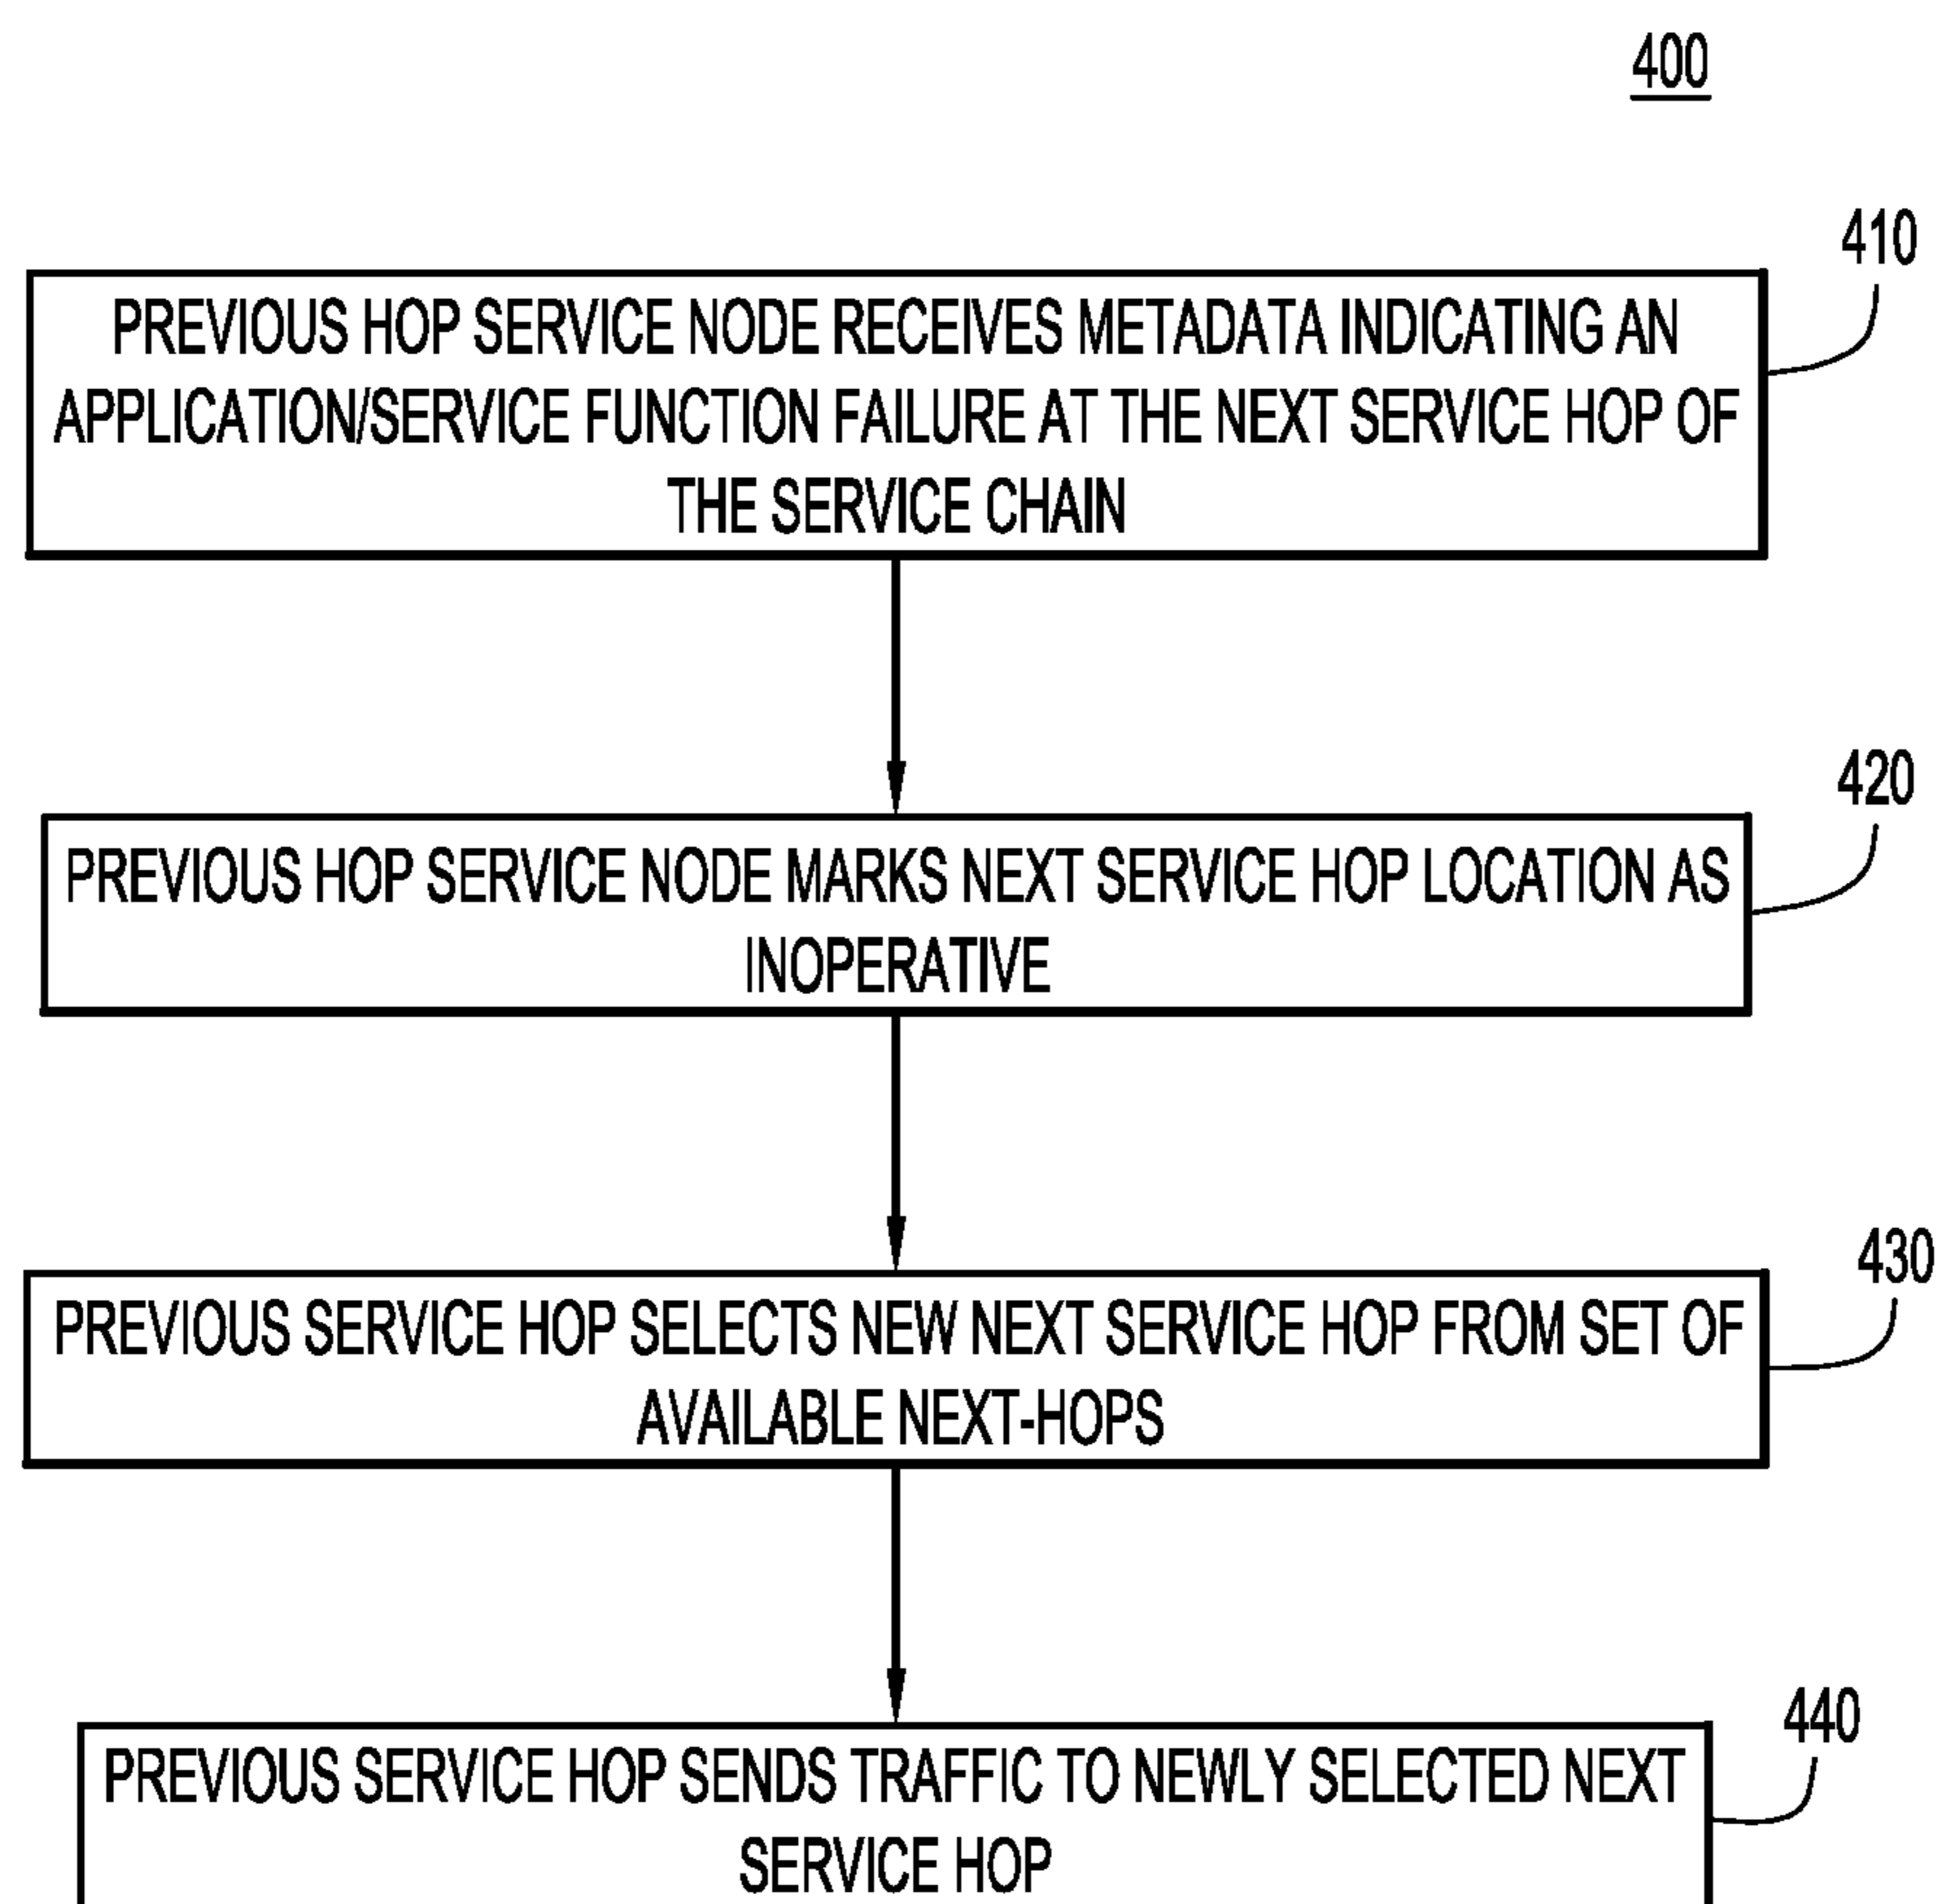 400
410
PREVIOUS HOP SERVICE NODE RECEIVES METADATA INDICATING AN
APPLICATION/SERVICE FUNCTION FAILURE AT THE NEXT SERVICE HOP OF
THE SERVICE CHAIN
420
PREVIOUS HOP SERVICE NODE MARKS NEXT SERVICE HOP LOCATION AS
INOPERATIVE
430
PREVIOUS SERVICE HOP SELECTS NEW NEXT SERVICE HOP FROM SET OF
AVAILABLE NEXT-HOPS
440
PREVIOUS SERVICE HOP SENDS TRAFFIC TO NEWLY SELECTED NEXT
SERVICE HOP